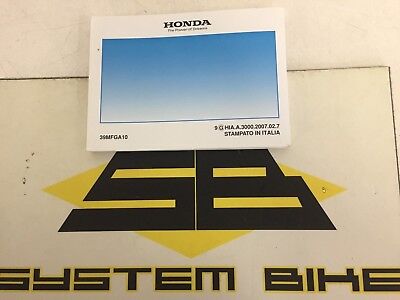 HONDA
The Power of Dreams
39MFGA10
9 G HIA.A.3000.2007.02.7
STAMPATO IN ITALIA
SB
SYSTEM BIKE